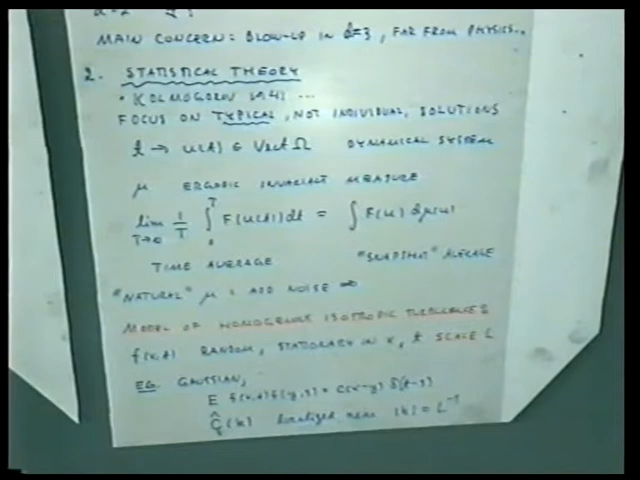 MAIN CONCERN: BLOW-UP IN d=3, FAR FROM PHYSICS..
2. STATISTICAL THEORY
• KOLMOGOROV 1941 ...
FOCUS ON TYPICAL, NOT INDIVIDUAL, SOLUTIONS
t → u(t) ∈ Vect Ω DYNAMICAL SYSTEM
μ ERGODIC INVARIANT MEASURE
lim T→∞ 1/T ∫₀ᵀ F(u(t))dt = ∫ F(u) dμ(u)
TIME AVERAGE "SNAPSHOT" AVERAGE
"NATURAL" μ : ADD NOISE ⇒
MODEL OF HOMOGENEOUS ISOTROPIC TURBULENCE:
f(x,t) RANDOM, STATIONARY IN x, t SCALE L
EG. GAUSSIAN,
E f(x,t)f(y,s) = C(x-y) δ(t-s)
Ĉ(k) localized near |k| = L⁻¹